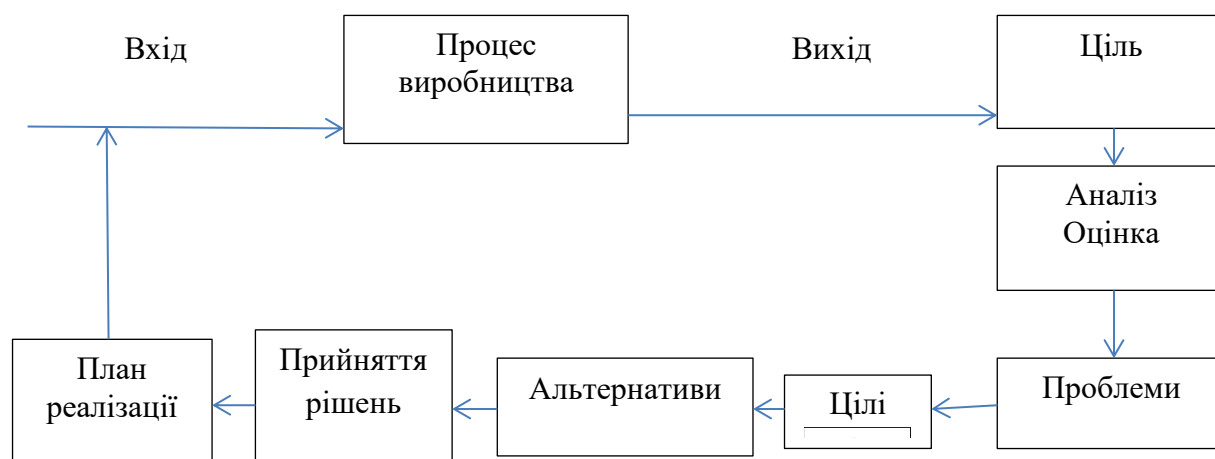 Вхід
Процес
виробництва
Вихід
Ціль
Аналіз
Оцінка
Проблеми
Цілі
Альтернативи
Прийняття
рішень
План
реалізації